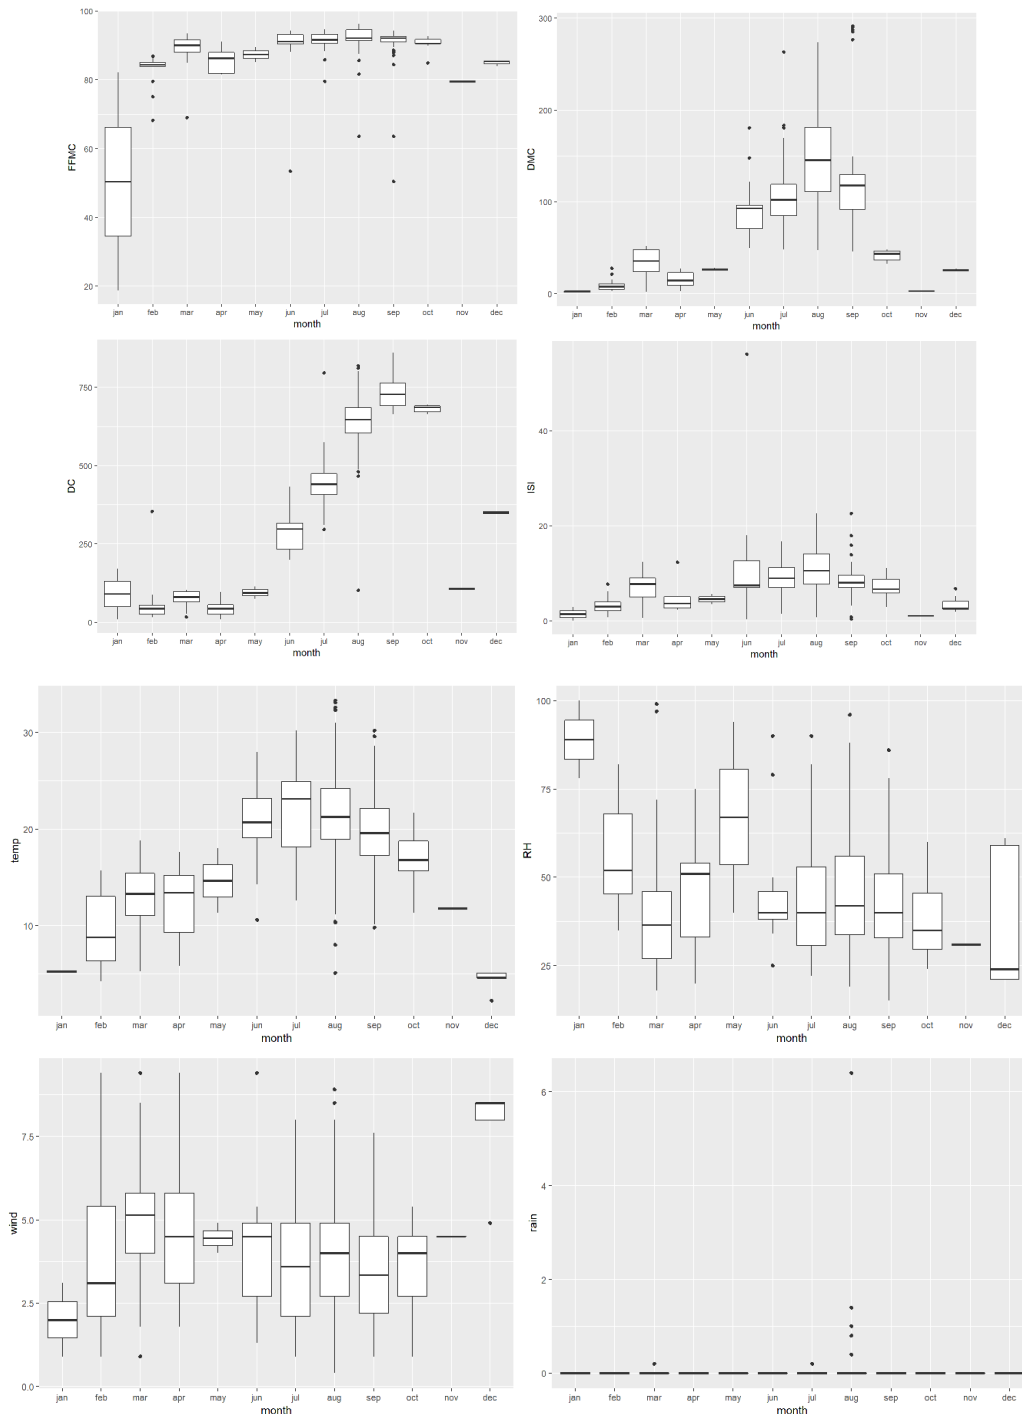 100
80
60
40
20
FFMC
jan feb mar apr may jun jul aug sep oct nov dec
month
300
200
100
0
DMC
jan feb mar apr may jun jul aug sep oct nov dec
month
750
500
250
0
DC
jan feb mar apr may jun jul aug sep oct nov dec
month
40
20
0
ISI
jan feb mar apr may jun jul aug sep oct nov dec
month
30
20
10
temp
jan feb mar apr may jun jul aug sep oct nov dec
month
100
75
50
25
RH
jan feb mar apr may jun jul aug sep oct nov dec
month
7.5
5.0
2.5
0.0
wind
jan feb mar apr may jun jul aug sep oct nov dec
month
6
4
2
0
rain
jan feb mar apr may jun jul aug sep oct nov dec
month